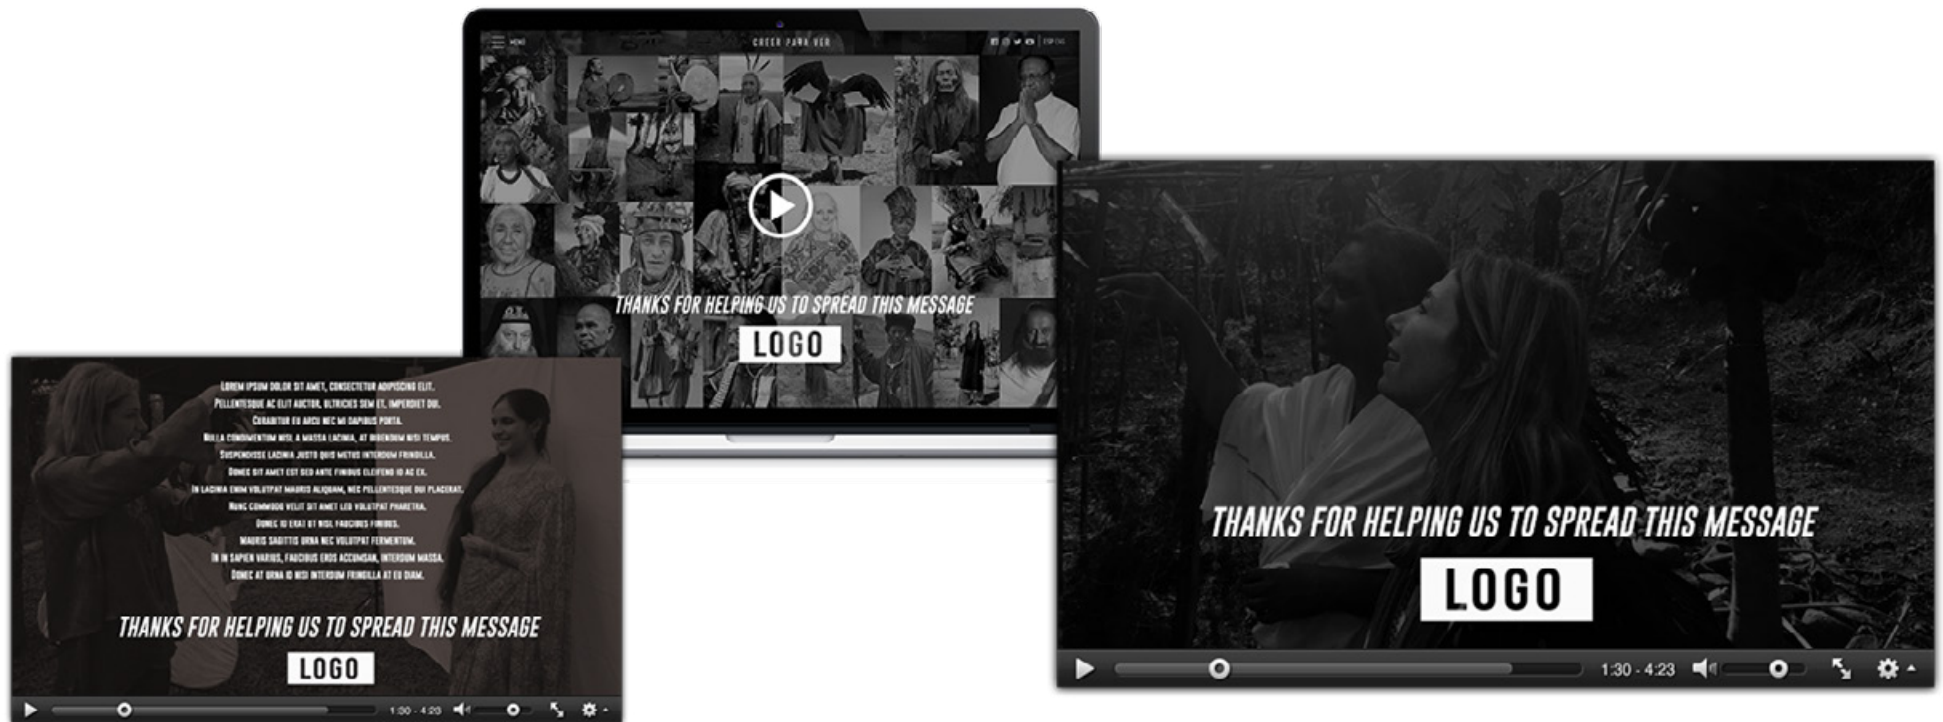 MENÚ
CREER PARA VER
ESP ENG
THANKS FOR HELPING US TO SPREAD THIS MESSAGE
LOGO
LOREM IPSUM DOLOR SIT AMET, CONSECTETUR ADIPISCING ELIT.
PELLENTESQUE AC ELIT AUCTOR, ULTRICIES SEM ET, IMPERDIET DUI.
CURABITUR EU ARCU NEC MI DAPIBUS PORTA.
NULLA CONDIMENTUM NISL A MASSA LACINIA, AT BIBENDUM NISI TEMPUS.
SUSPENDISSE LACINIA JUSTO QUIS METUS INTERDUM FRINGILLA.
DONEC SIT AMET EST SED ANTE FINIBUS ELEIFEND ID AC EX.
IN LACINIA ENIM VOLUTPAT MAURIS ALIQUAM, NEC PELLENTESQUE DUI PLACERAT.
NUNC COMMODO VELIT SIT AMET LEO VOLUTPAT PHARETRA.
DONEC ID ERAT UT NISL FAUCIBUS FINIBUS.
MAURIS SAGITTIS URNA NEC VOLUTPAT FERMENTUM.
IN IN SAPIEN VARIUS, FAUCIBUS EROS ACCUMSAN, INTERDUM MASSA.
DONEC AT URNA ID NISI INTERDUM FRINGILLA AT EU DIAM.
THANKS FOR HELPING US TO SPREAD THIS MESSAGE
LOGO
1:30 - 4:23
THANKS FOR HELPING US TO SPREAD THIS MESSAGE
LOGO
1:30 - 4:23